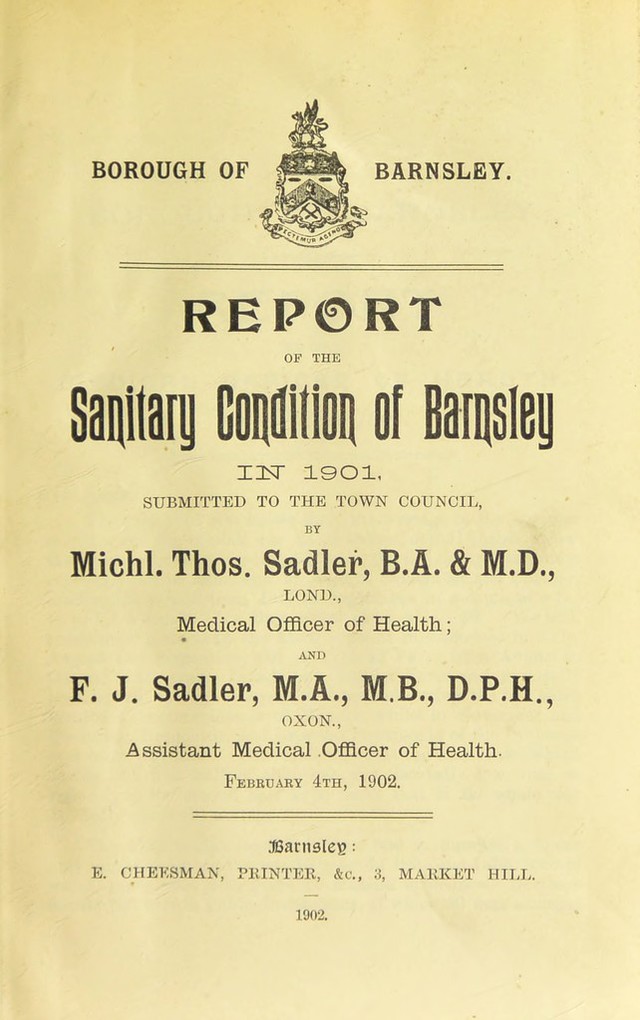 BOROUGH OF BARNSLEY.
SPECTEMUR AGENDO
REPORT
OF THE
Sanitary Condition of Barnsley
IN 1901,
SUBMITTED TO THE TOWN COUNCIL,
BY
Michl. Thos. Sadler, B.A. & M.D.,
LOND.,
Medical Officer of Health;
AND
F. J. Sadler, M.A., M.B., D.P.H.,
OXON.,
Assistant Medical Officer of Health.
FEBRUARY 4TH, 1902.
Barnsley:
E. CHEESMAN, PRINTER, &c., 3, MARKET HILL.
1902.